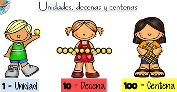 Unidades, decenas y centenas
1 = Unidad
10 = Decena
100 = Centena